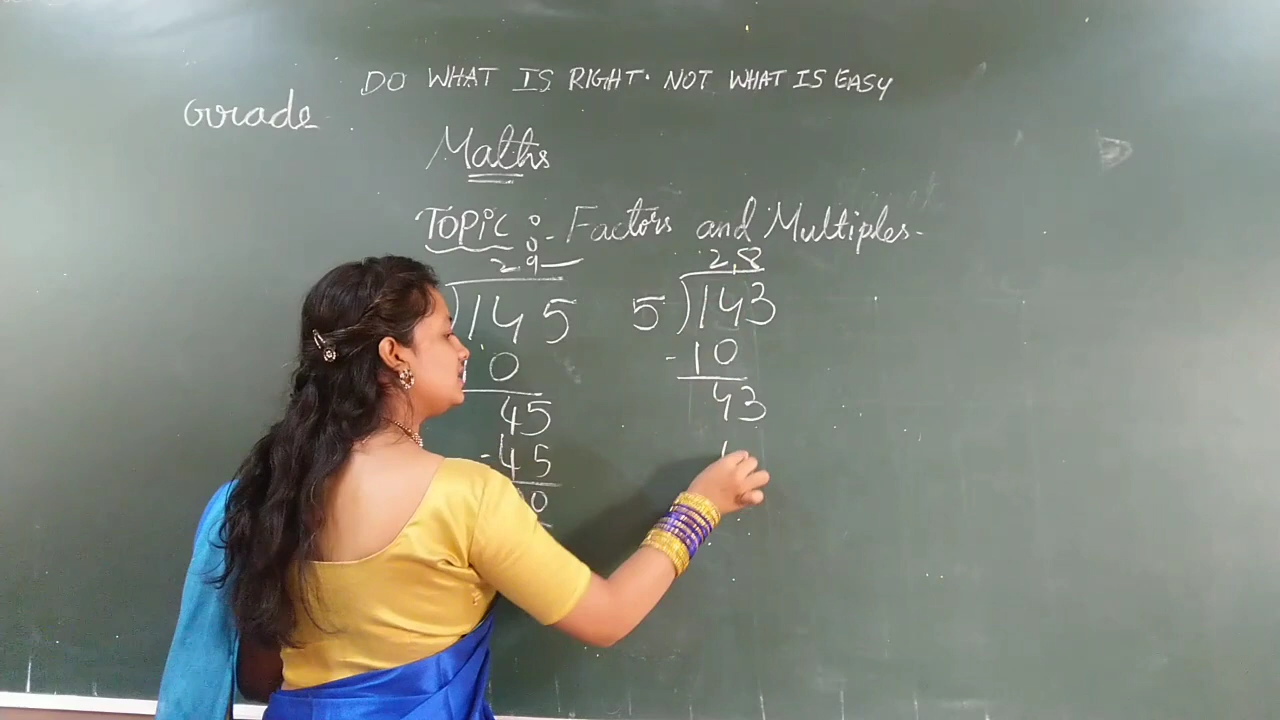 DO WHAT IS RIGHT. NOT WHAT IS EASY
Grade
Maths
TOPIC :- Factors and Multiples.
29
)145
0
45
-45
0
28
5)143
-10
43